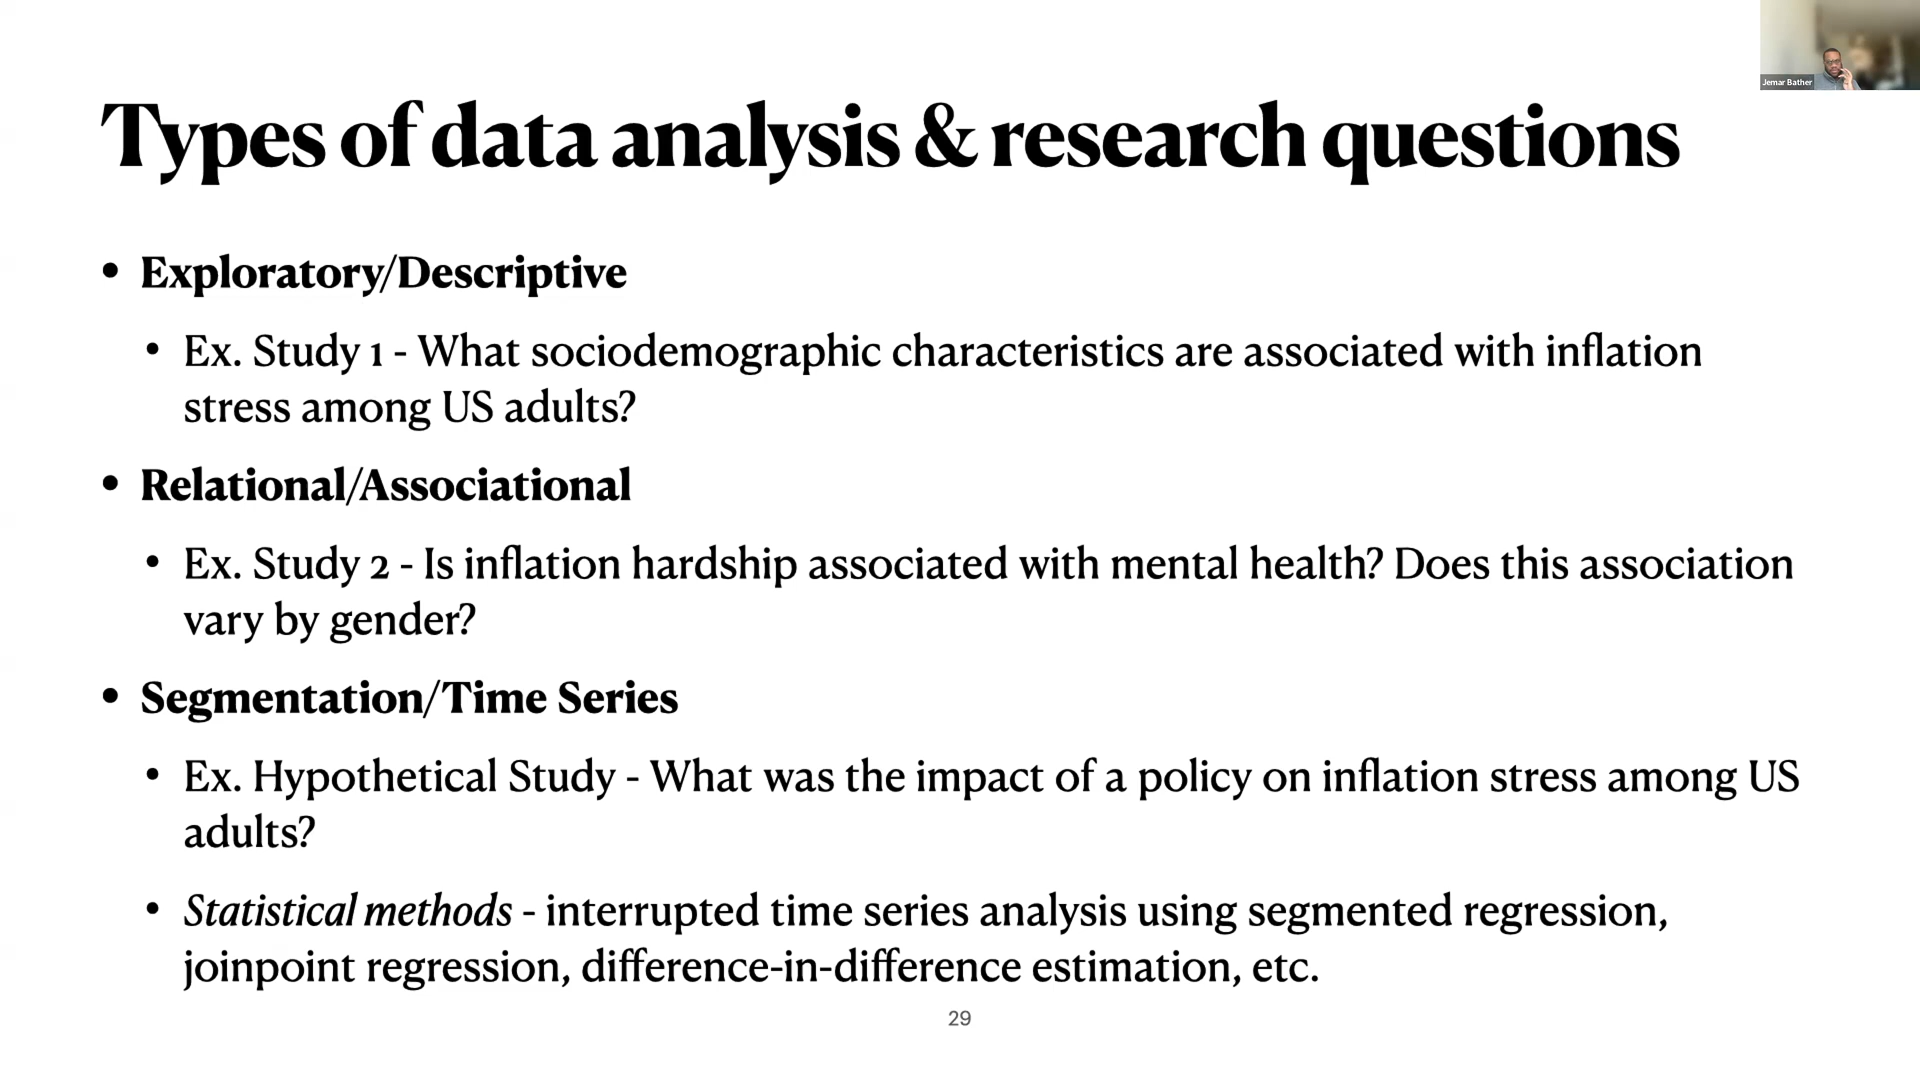 Jemar Bather
Types of data analysis & research questions
• Exploratory/Descriptive
• Ex. Study 1 - What sociodemographic characteristics are associated with inflation
stress among US adults?
• Relational/Associational
• Ex. Study 2 - Is inflation hardship associated with mental health? Does this association
vary by gender?
• Segmentation/Time Series
• Ex. Hypothetical Study - What was the impact of a policy on inflation stress among US
adults?
• Statistical methods - interrupted time series analysis using segmented regression,
joinpoint regression, difference-in-difference estimation, etc.
29